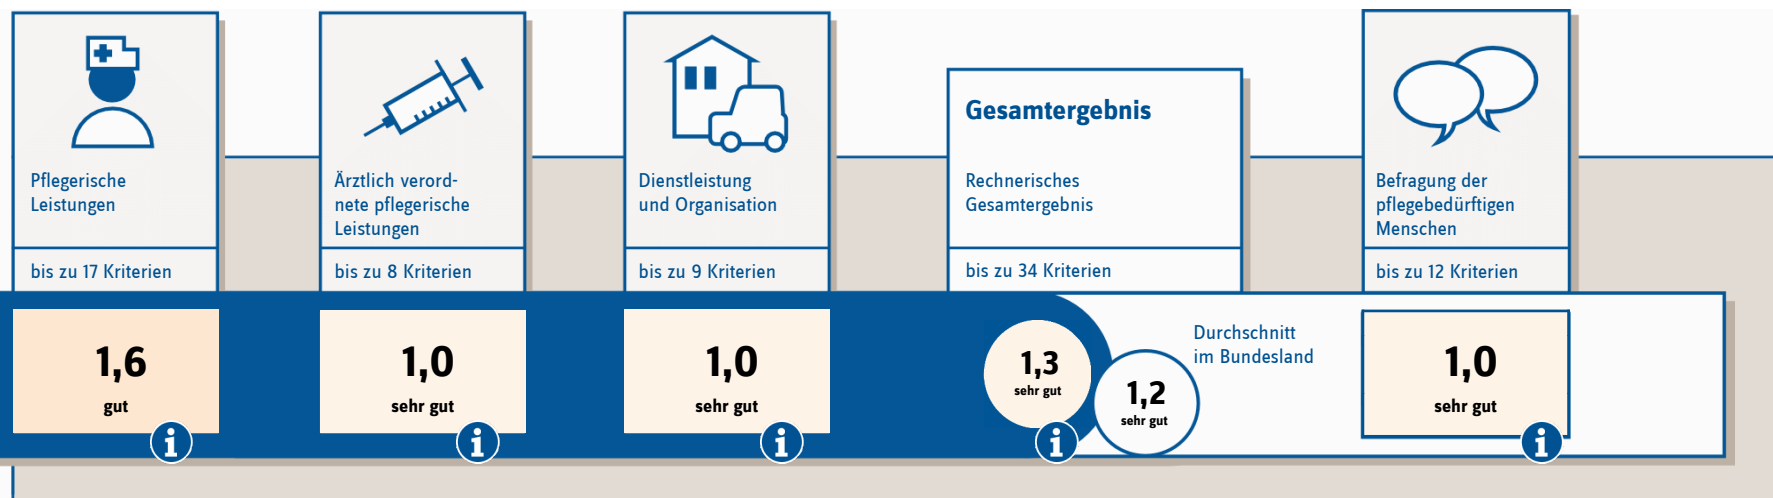 Pflegerische
Leistungen
bis zu 17 Kriterien
1,6
gut
i
Ärztlich verord-
nete pflegerische
Leistungen
bis zu 8 Kriterien
1,0
sehr gut
i
Dienstleistung
und Organisation
bis zu 9 Kriterien
1,0
sehr gut
i
Gesamtergebnis
Rechnerisches
Gesamtergebnis
bis zu 34 Kriterien
1,3
sehr gut
i
1,2
sehr gut
Durchschnitt
im Bundesland
Befragung der
pflegebedürftigen
Menschen
bis zu 12 Kriterien
1,0
sehr gut
i